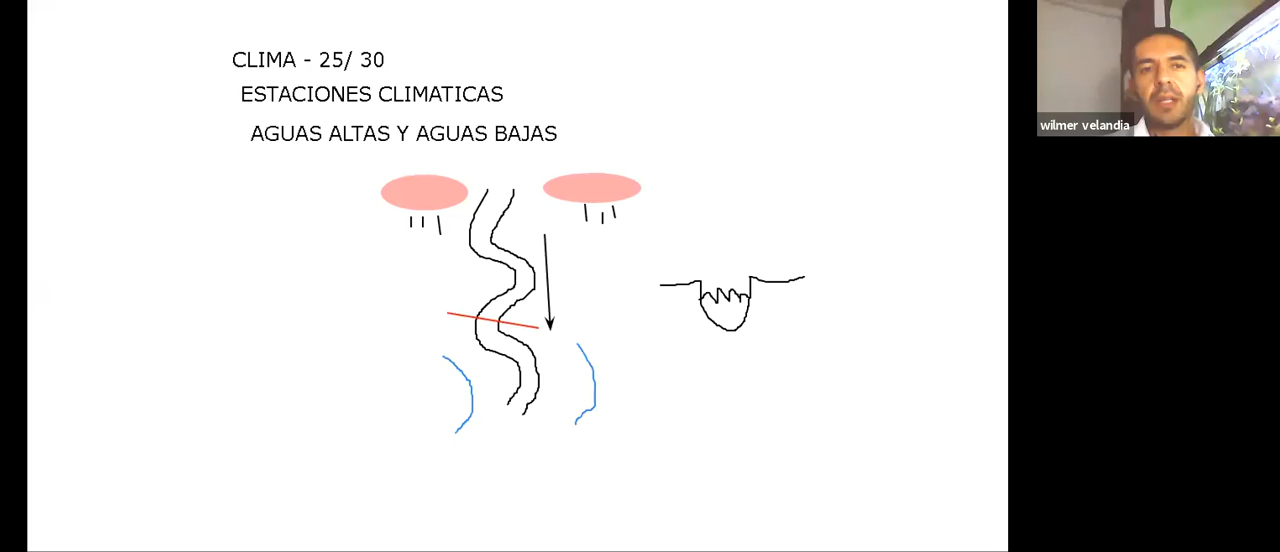 CLIMA - 25/ 30
ESTACIONES CLIMATICAS
AGUAS ALTAS Y AGUAS BAJAS
wilmer velandia